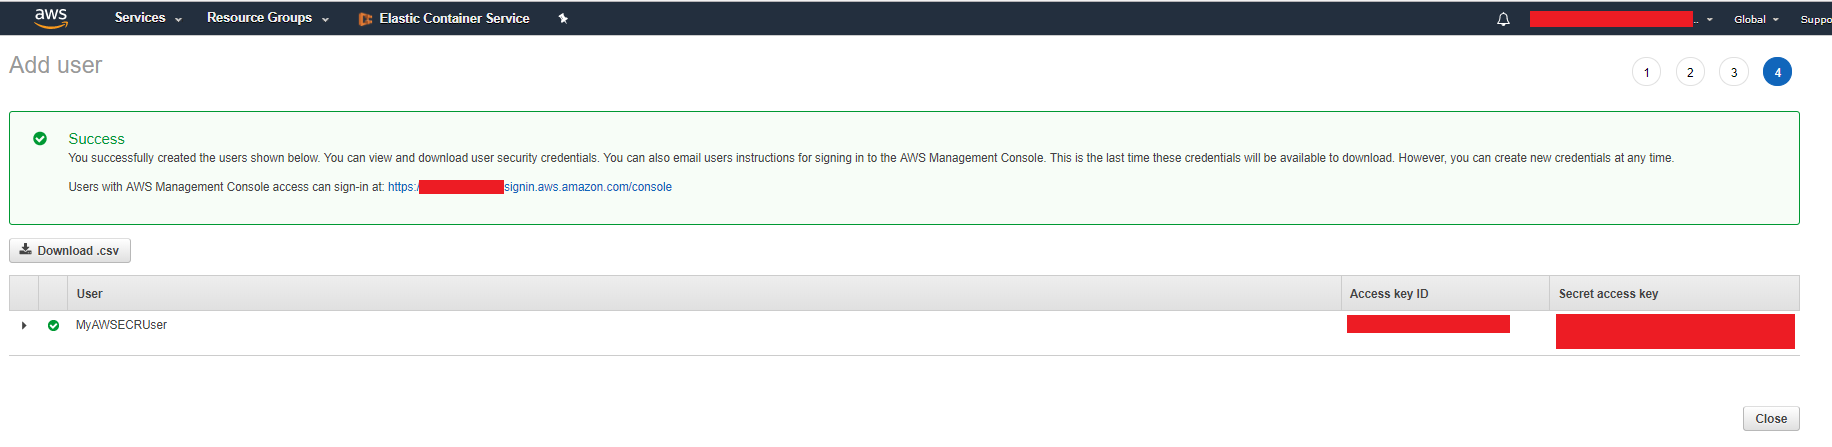 aws Services Resource Groups Elastic Container Service .. Global Suppo
Add user
1 2 3 4
Success
You successfully created the users shown below. You can view and download user security credentials. You can also email users instructions for signing in to the AWS Management Console. This is the last time these credentials will be available to download. However, you can create new credentials at any time.
Users with AWS Management Console access can sign-in at: https:/ signin.aws.amazon.com/console
Download .csv
User Access key ID Secret access key
MyAWSECRUser
Close